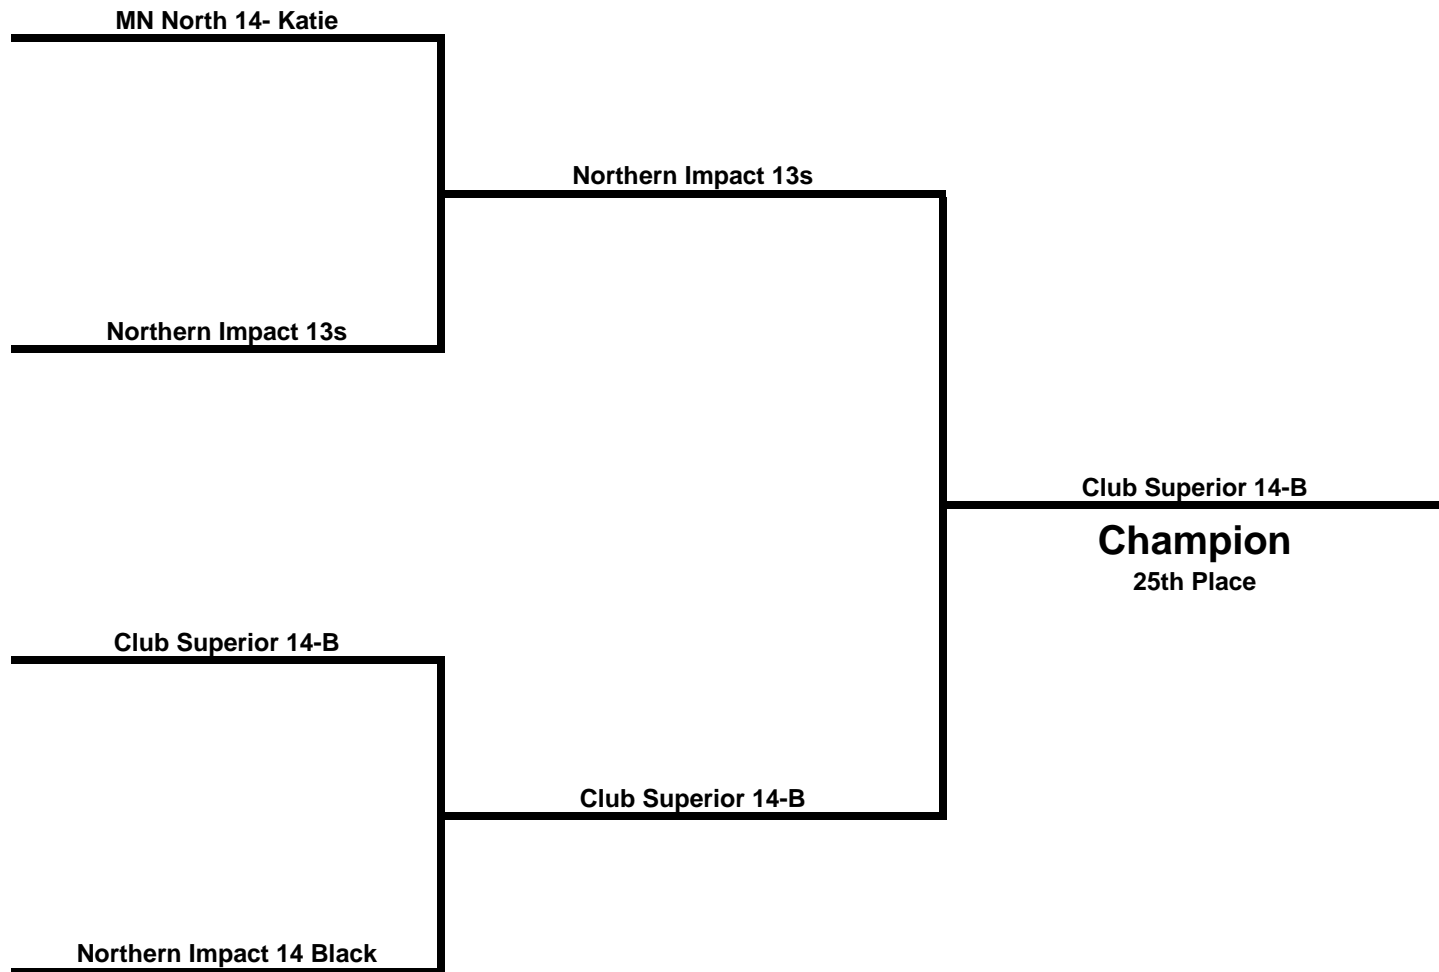 MN North 14- Katie
Northern Impact 13s
Northern Impact 13s
Club Superior 14-B
Champion
25th Place
Club Superior 14-B
Club Superior 14-B
Northern Impact 14 Black